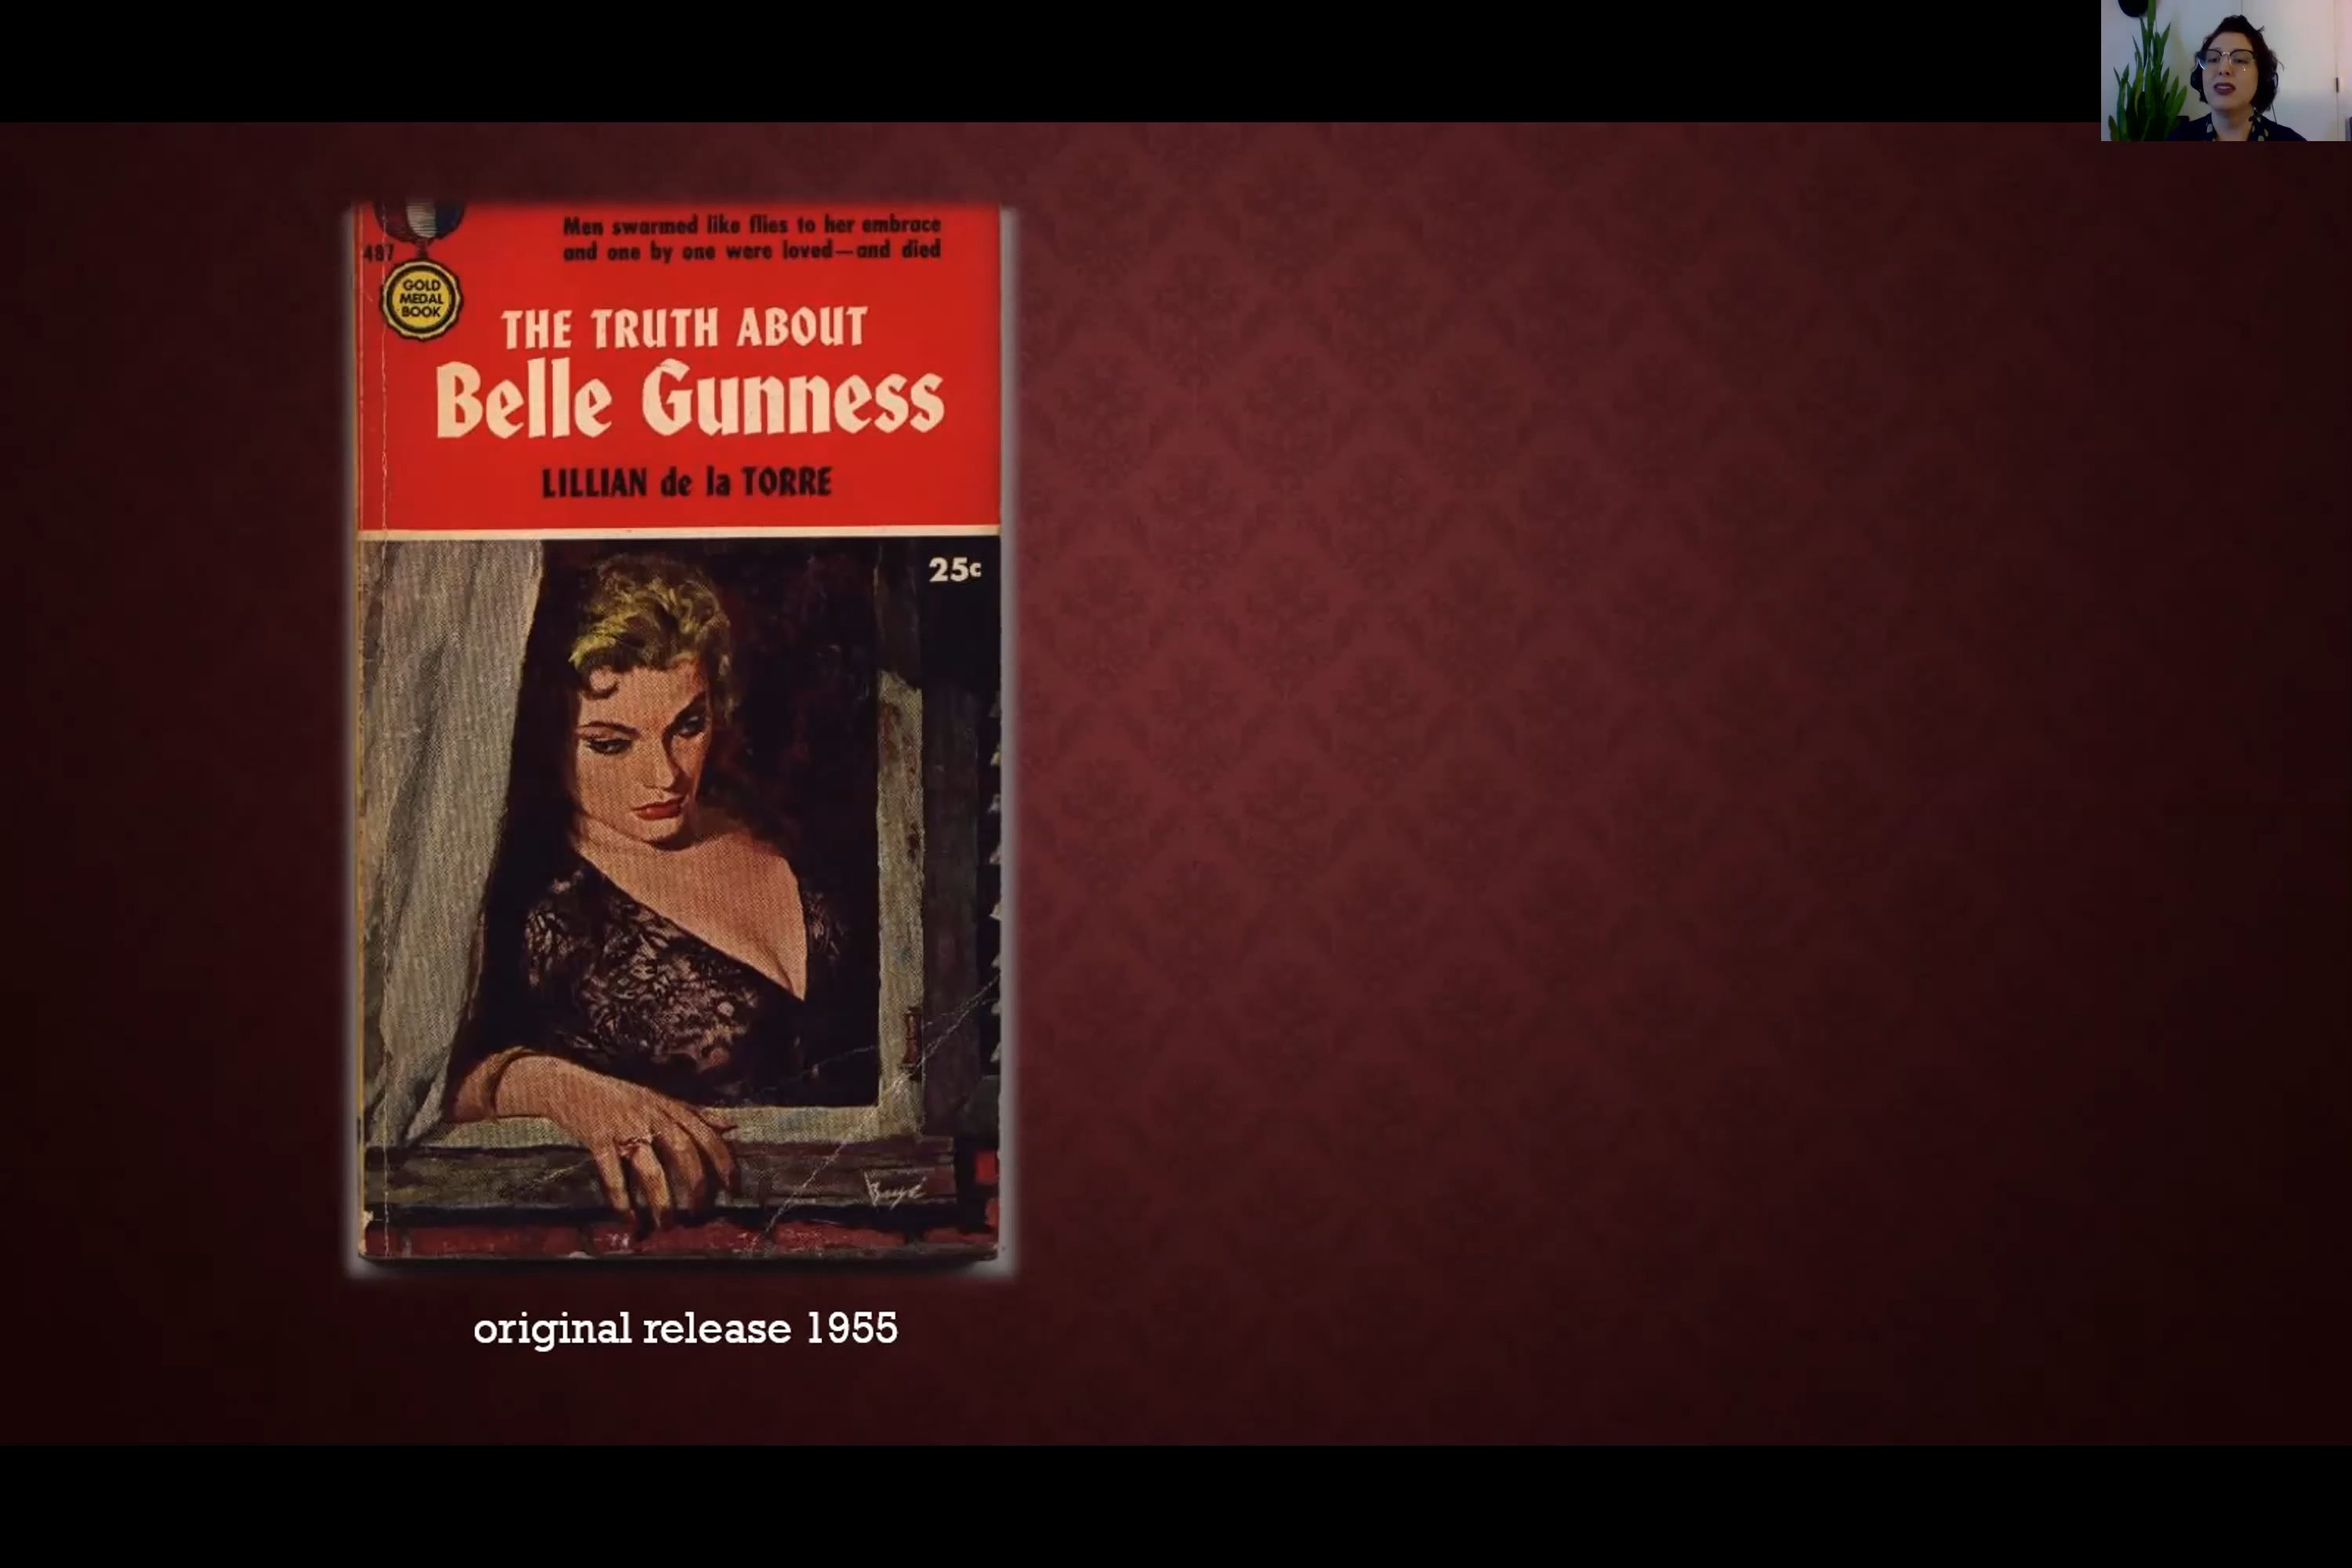 Men swarmed like flies to her embrace
and one by one were loved—and died
487
GOLD
MEDAL
BOOK
THE TRUTH ABOUT
Belle Gunness
LILLIAN de la TORRE
25c
original release 1955